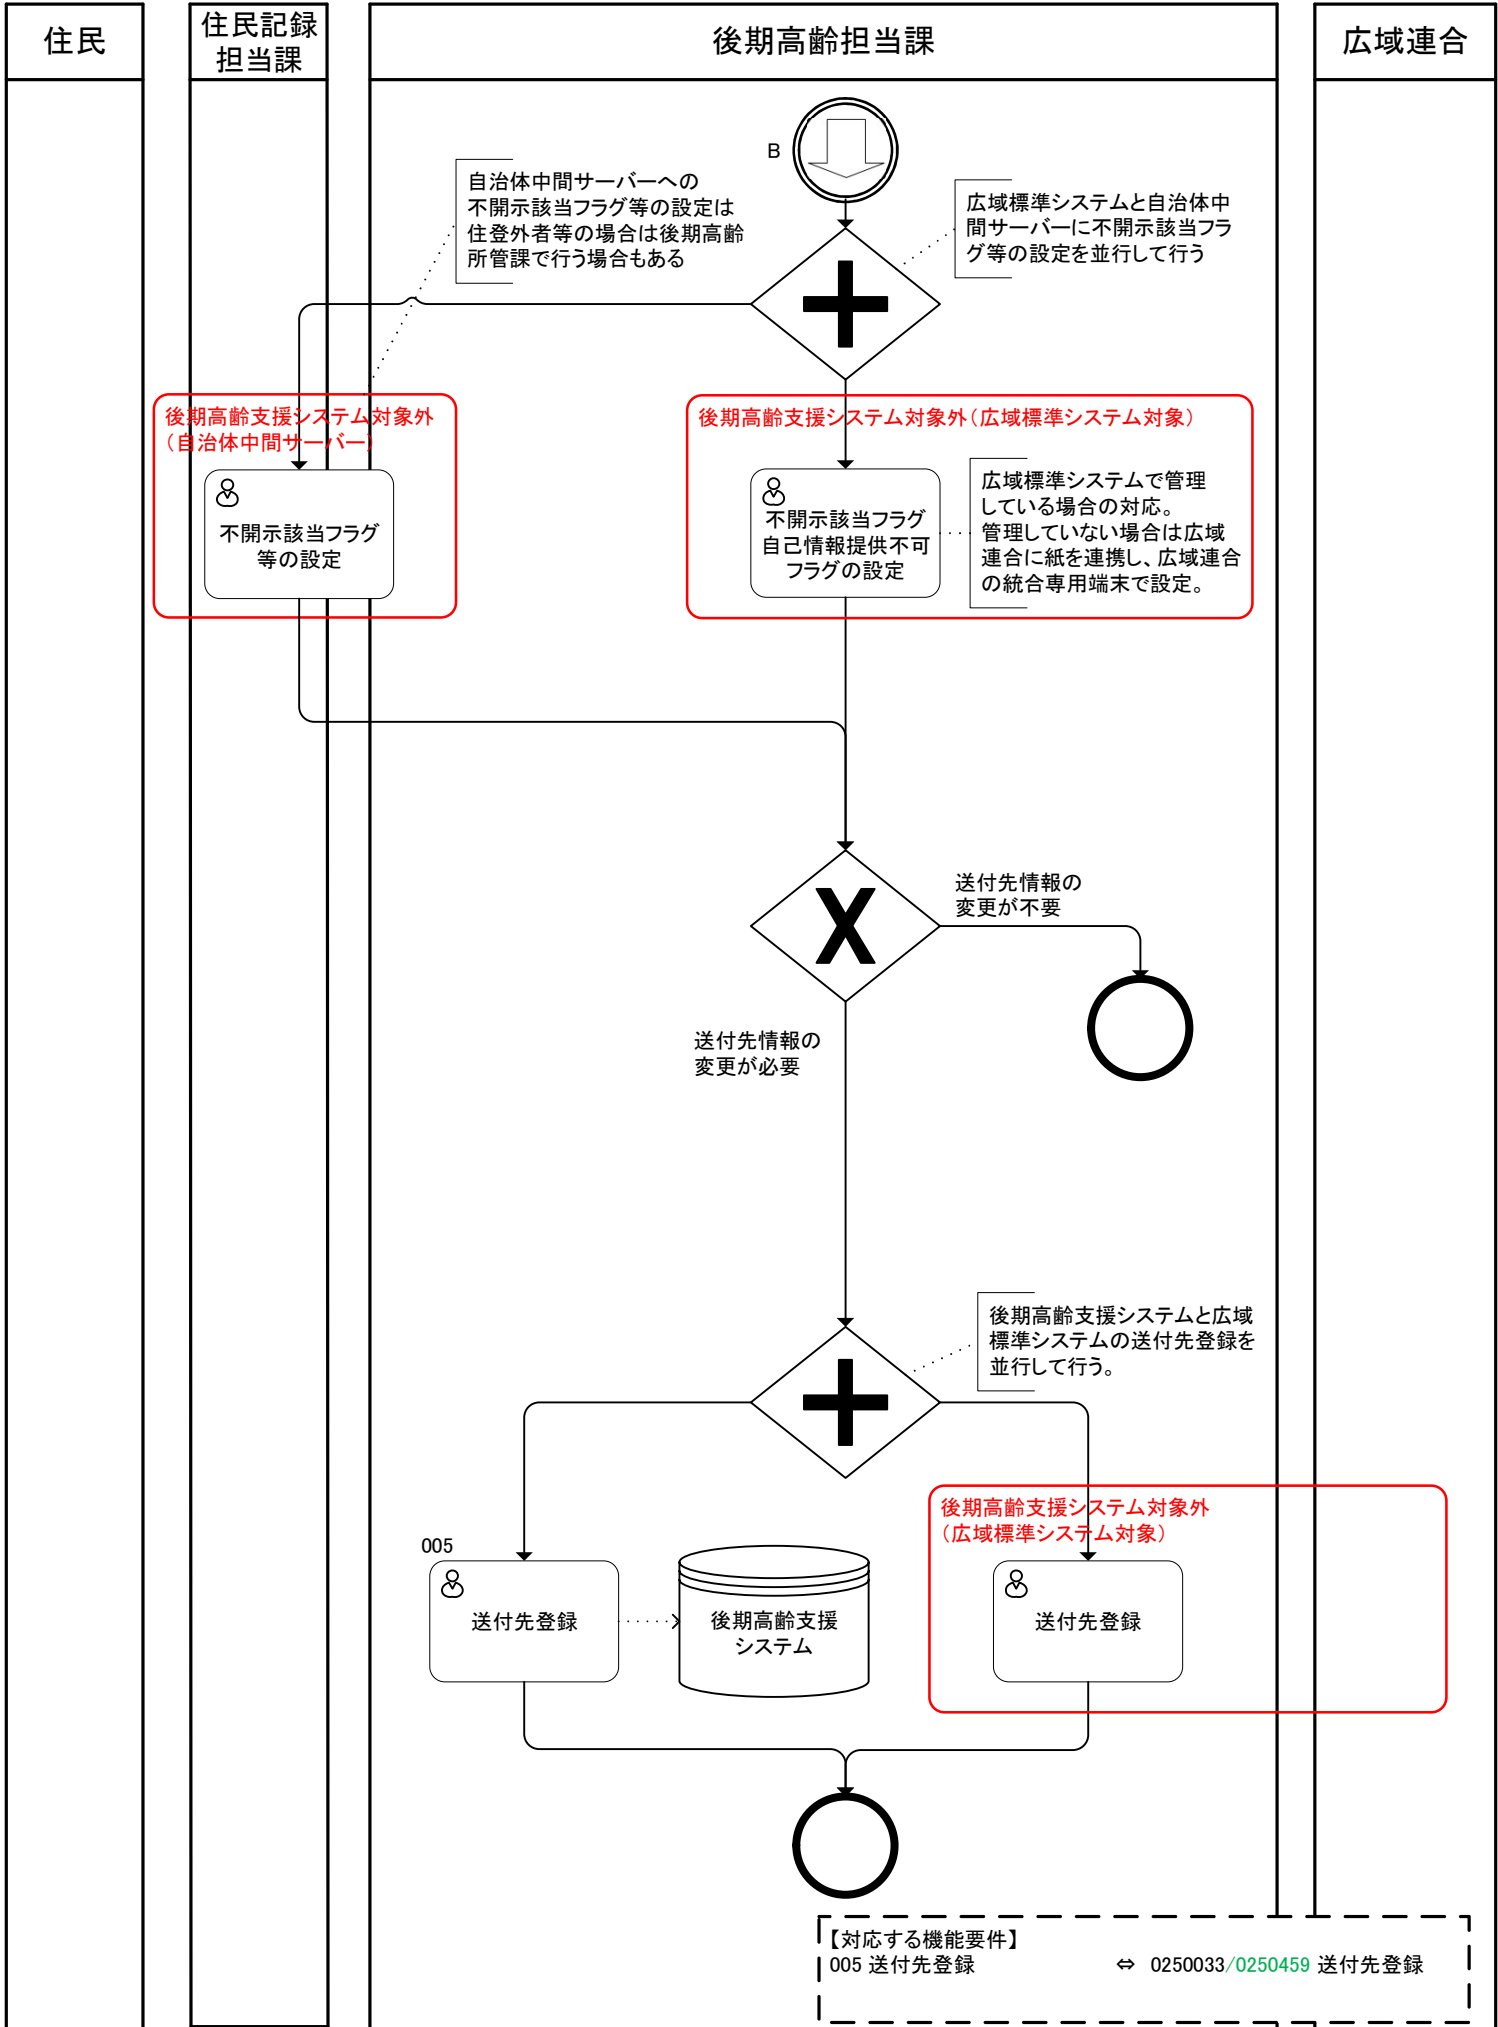 住民
住民記録
担当課
後期高齢担当課
広域連合
B
自治体中間サーバーへの
不開示該当フラグ等の設定は
住登外者等の場合は後期高齢
所管課で行う場合もある
広域標準システムと自治体中
間サーバーに不開示該当フラ
グ等の設定を並行して行う
後期高齢支援システム対象外
（自治体中間サーバー）
不開示該当フラグ
等の設定
後期高齢支援システム対象外（広域標準システム対象）
不開示該当フラグ
自己情報提供不可
フラグの設定
広域標準システムで管理
している場合の対応。
管理していない場合は広域
連合に紙を連携し、広域連合
の統合専用端末で設定。
X
送付先情報の
変更が不要
送付先情報の
変更が必要
後期高齢支援システムと広域
標準システムの送付先登録を
並行して行う。
005
送付先登録
後期高齢支援
システム
後期高齢支援システム対象外
（広域標準システム対象）
送付先登録
【対応する機能要件】
005 送付先登録 ⇔ 0250033/0250459 送付先登録